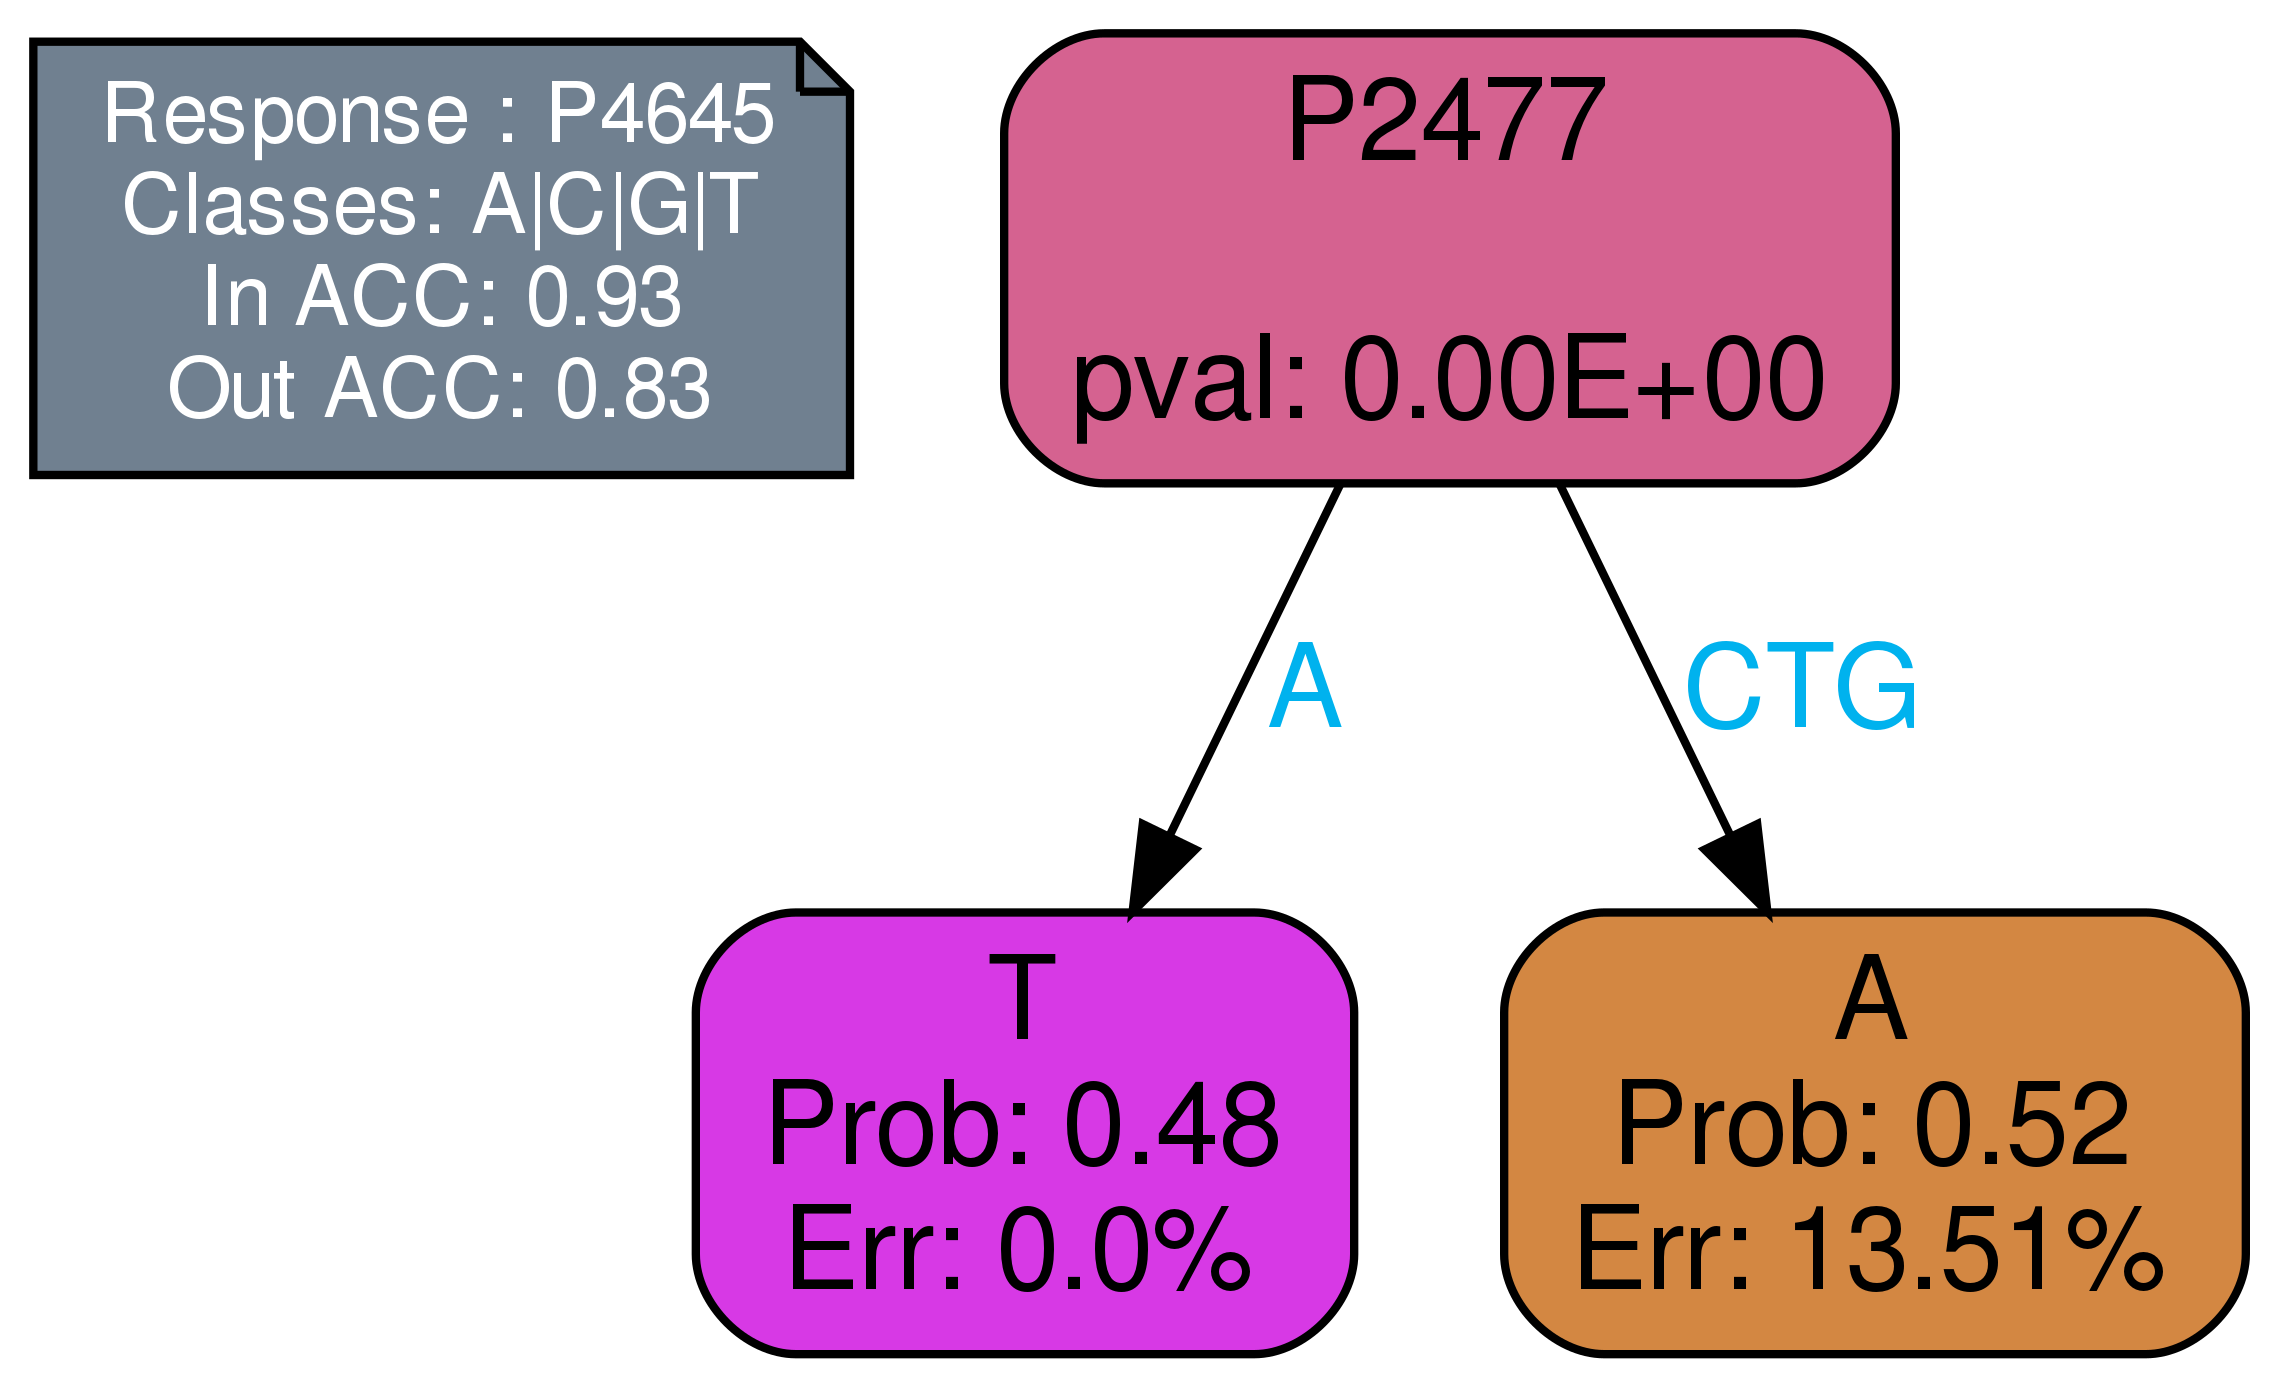 Response : P4645
Classes: A|C|G|T
In ACC: 0.93
Out ACC: 0.83
P2477
pval: 0.00E+00
A
CTG
T
Prob: 0.48
Err: 0.0%
A
Prob: 0.52
Err: 13.51%